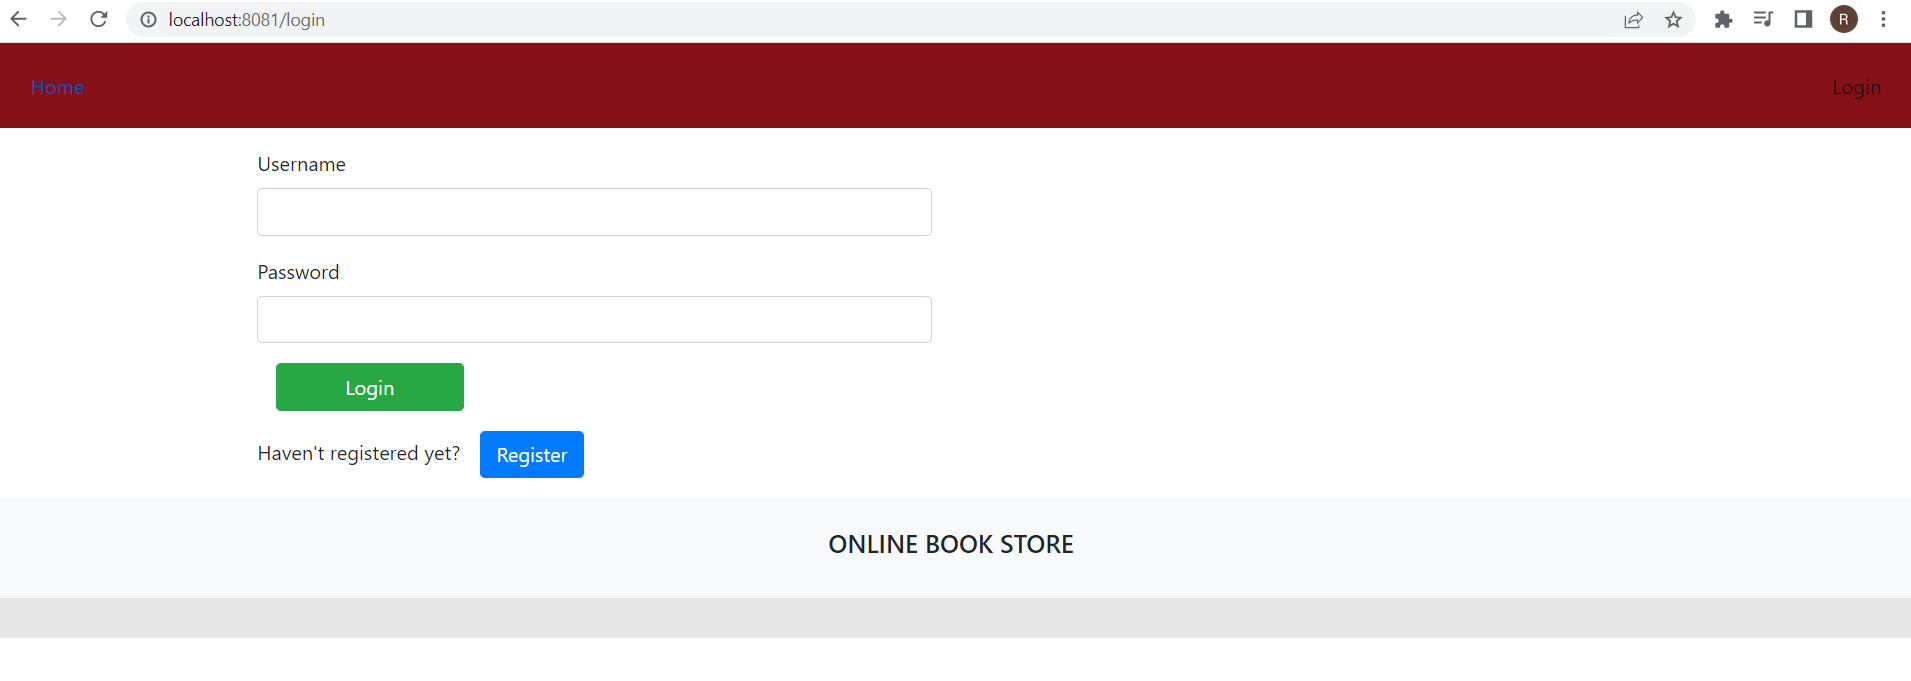 localhost:8081/login
R
Home
Login
Username
Password
Login
Haven't registered yet? Register
ONLINE BOOK STORE